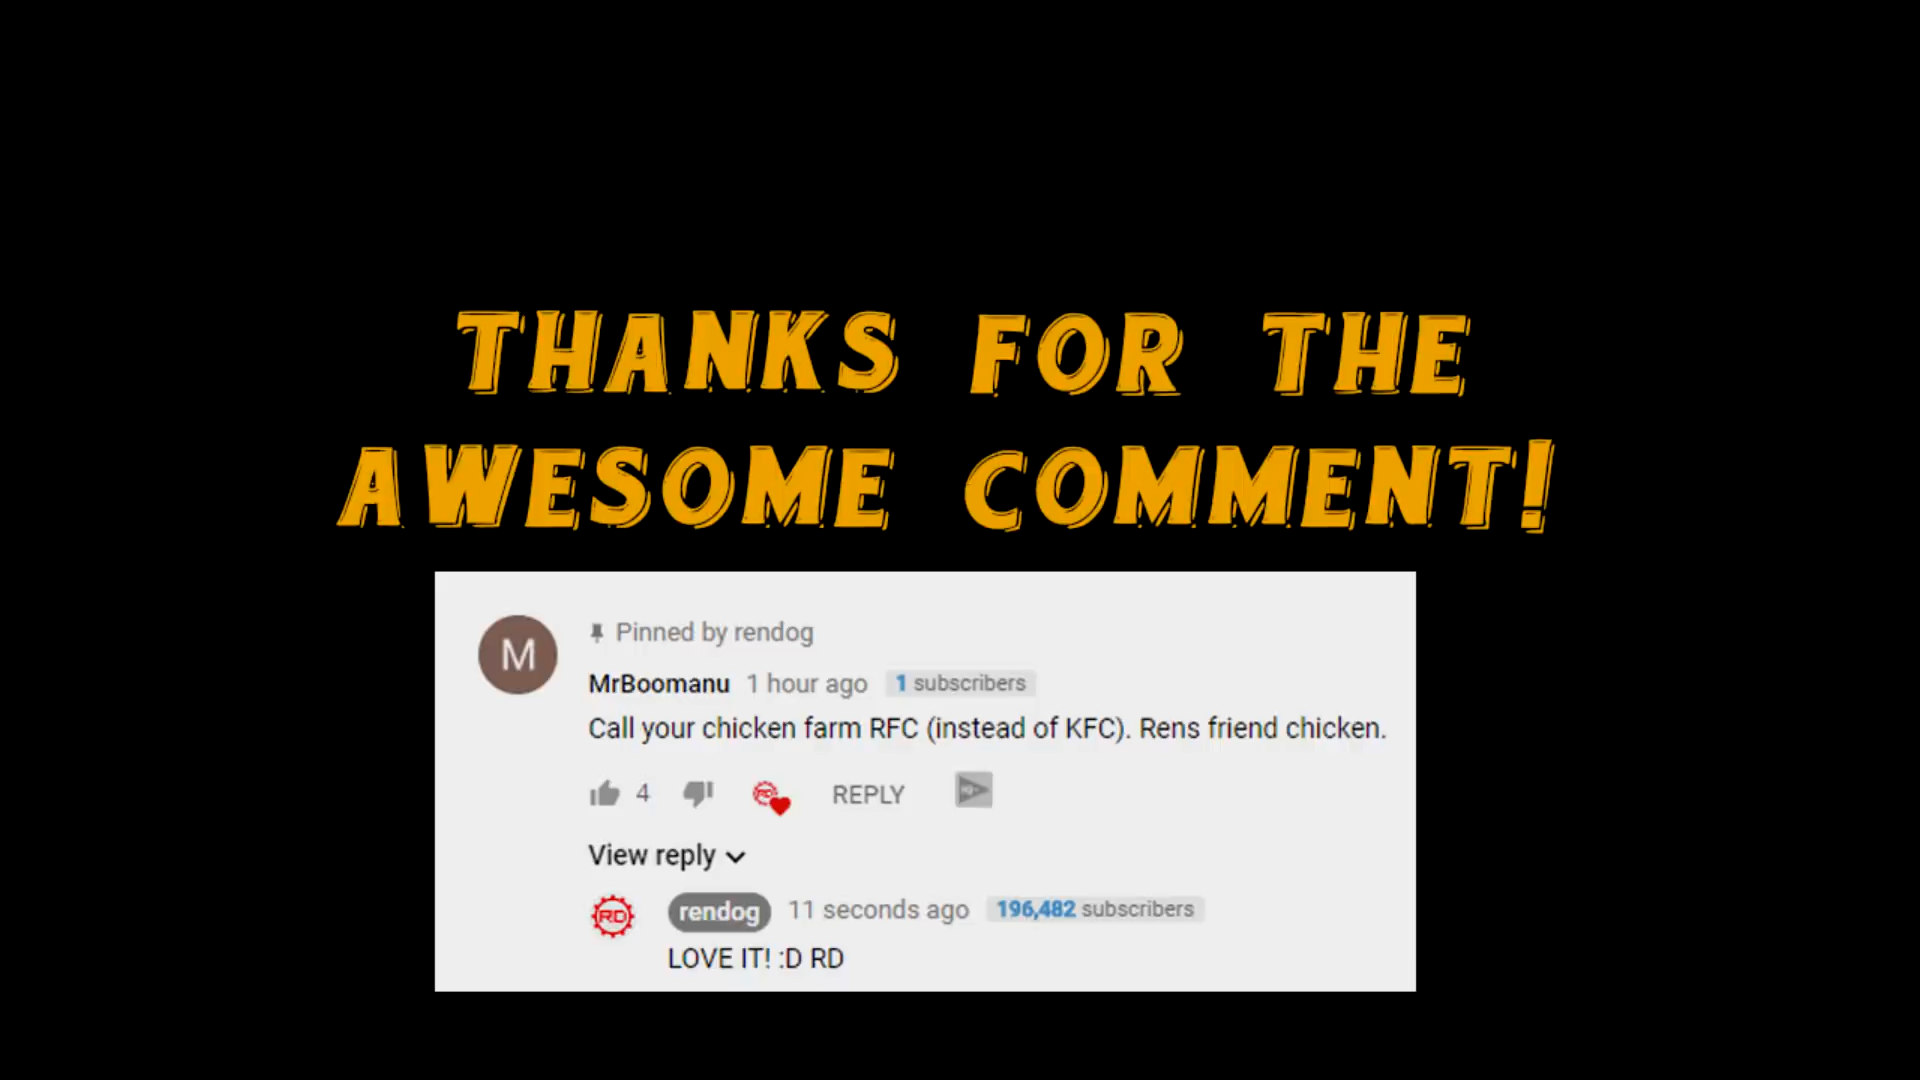 THANKS FOR THE
AWESOME COMMENT!
M
Pinned by rendog
MrBoomanu 1 hour ago 1 subscribers
Call your chicken farm RFC (instead of KFC). Rens friend chicken.
4 RD REPLY
View reply
RD rendog 11 seconds ago 196,482 subscribers
LOVE IT! :D RD